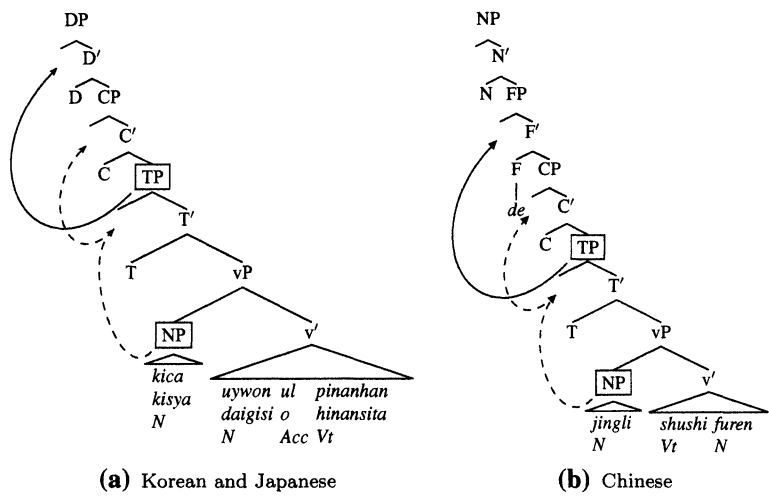 DP
D′
D CP
C′
C TP
T′
T vP
NP v′
kica
kisya
N
uywon ul pinanhan
daigisi o hinansita
N Acc Vt
(a) Korean and Japanese
NP
N′
N FP
F′
F CP
de C′
C TP
T′
T vP
NP v′
jingli
N
shushi furen
Vt N
(b) Chinese